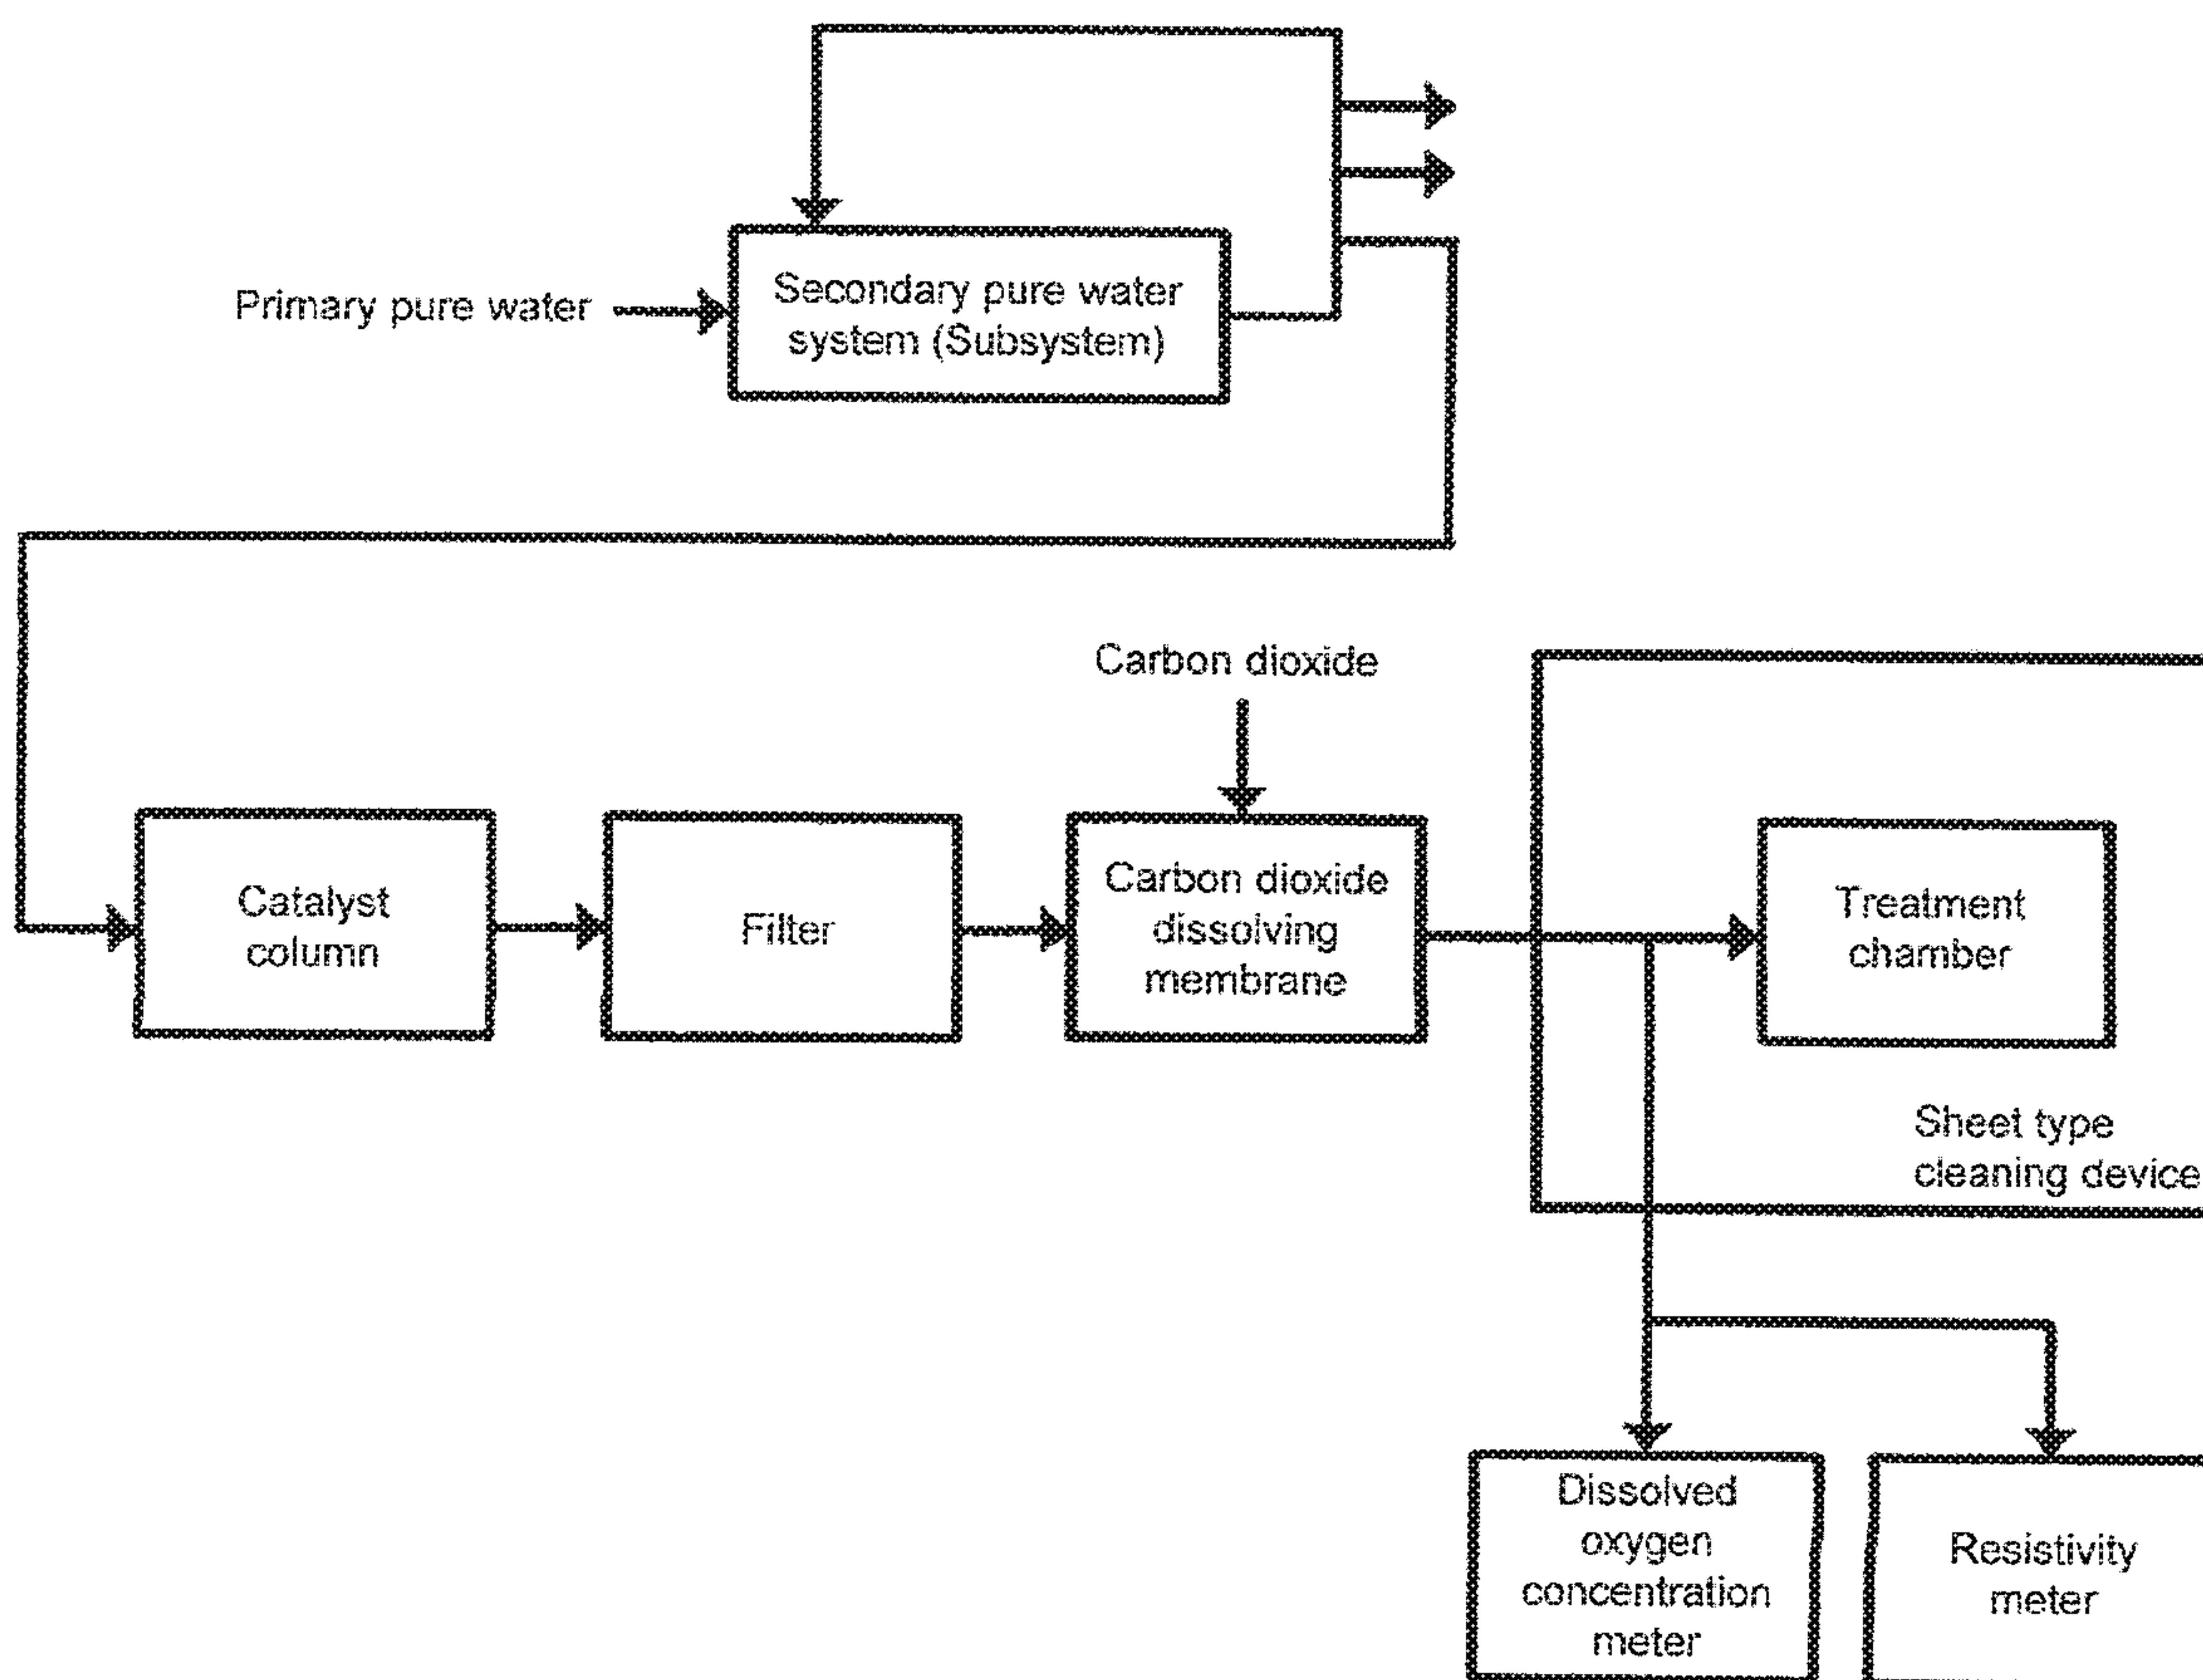 Primary pure water
Secondary pure water
system (Subsystem)
Carbon dioxide
Catalyst
column
Filter
Carbon dioxide
dissolving
membrane
Treatment
chamber
Sheet type
cleaning device
Dissolved
oxygen
concentration
meter
Resistivity
meter